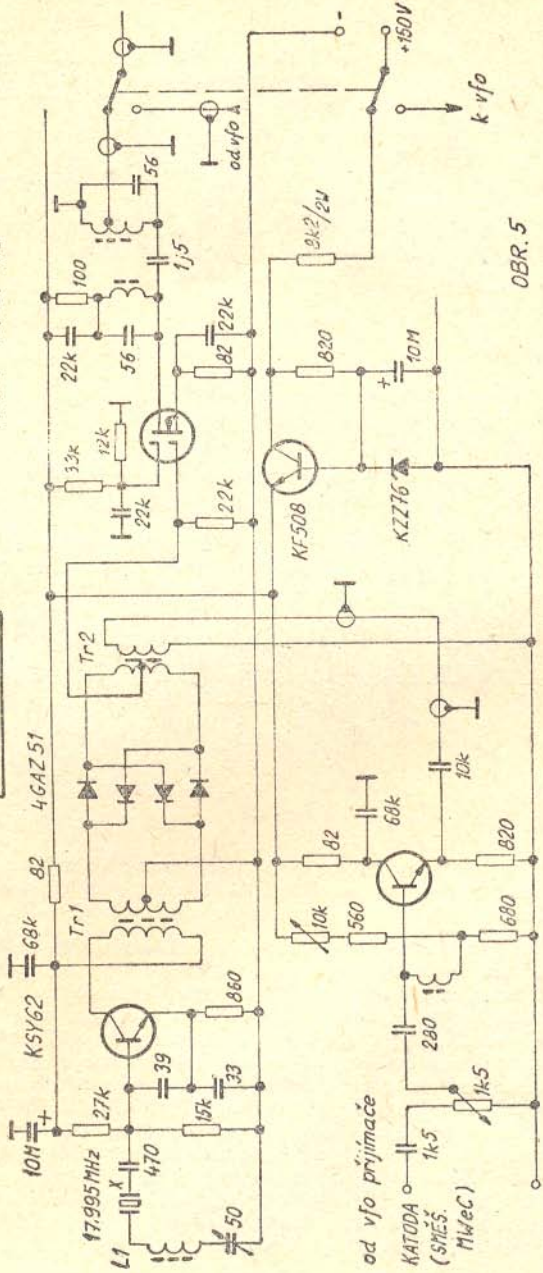 10M
+
17.995 MHz
L1
X
470
50
27k
15k
39
33
860
KSY62
68k
82
Tr1
4GAZ51
Tr2
33k
12k
22k
22k
22k
56
100
82
22k
1j5
56
od vfo
-
+150V
k vfo
od vfo přijímače
KATODA
(SMĚŠ.
MWeC)
1k5
1k5
280
10k
560
680
82
68k
820
10k
KF508
KZZ76
820
+
10M
8k2/2W
OBR. 5